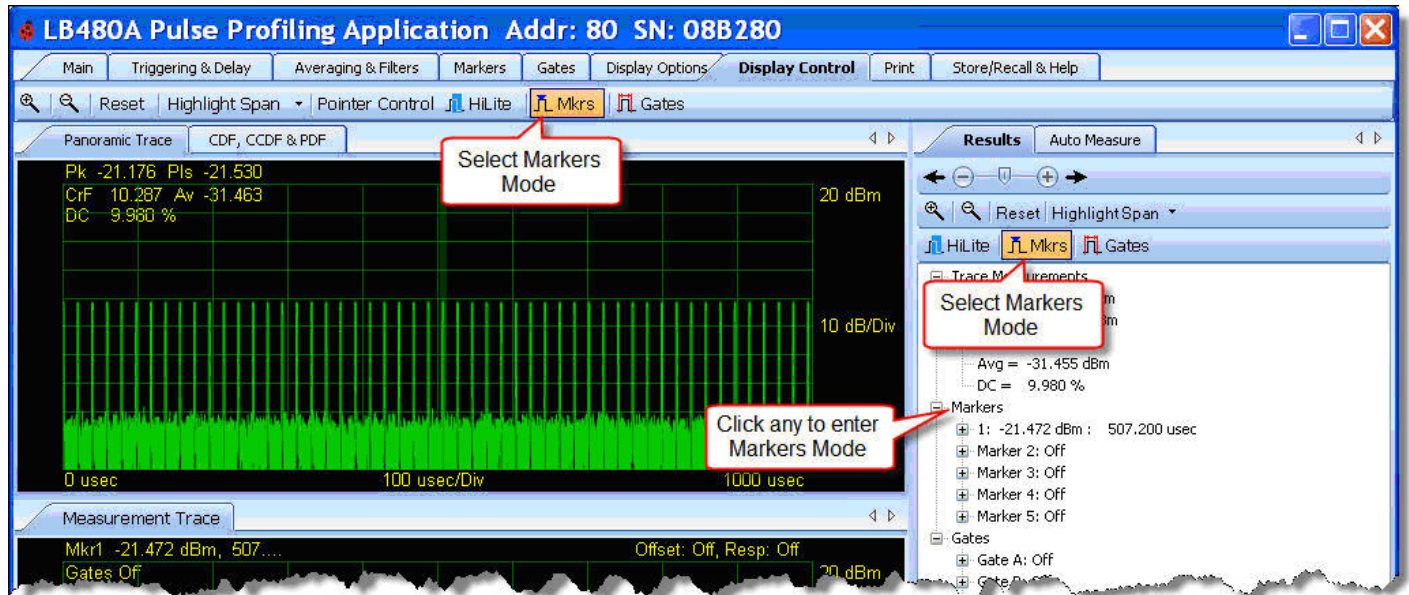 LB480A Pulse Profiling Application Addr: 80 SN: 08B280
Main Triggering & Delay Averaging & Filters Markers Gates Display Options Display Control Print Store/Recall & Help
Reset Highlight Span Pointer Control HiLite Mkrs Gates
Select Markers
Mode
Panoramic Trace CDF, CCDF & PDF
Pk -21.176 Pls -21.530
CrF 10.287 Av -31.463
DC 9.980 %
20 dBm
10 dB/Div
0 usec 100 usec/Div 1000 usec
Measurement Trace
Mkr1 -21.472 dBm, 507....
Offset: Off, Resp: Off
Gates Off
20 dBm
Results Auto Measure
Reset Highlight Span
HiLite Mkrs Gates
Trace Measurements
Select Markers
Mode
Avg = -31.455 dBm
DC = 9.980 %
Click any to enter
Markers Mode
Markers
1: -21.472 dBm : 507.200 usec
Marker 2: Off
Marker 3: Off
Marker 4: Off
Marker 5: Off
Gates
Gate A: Off